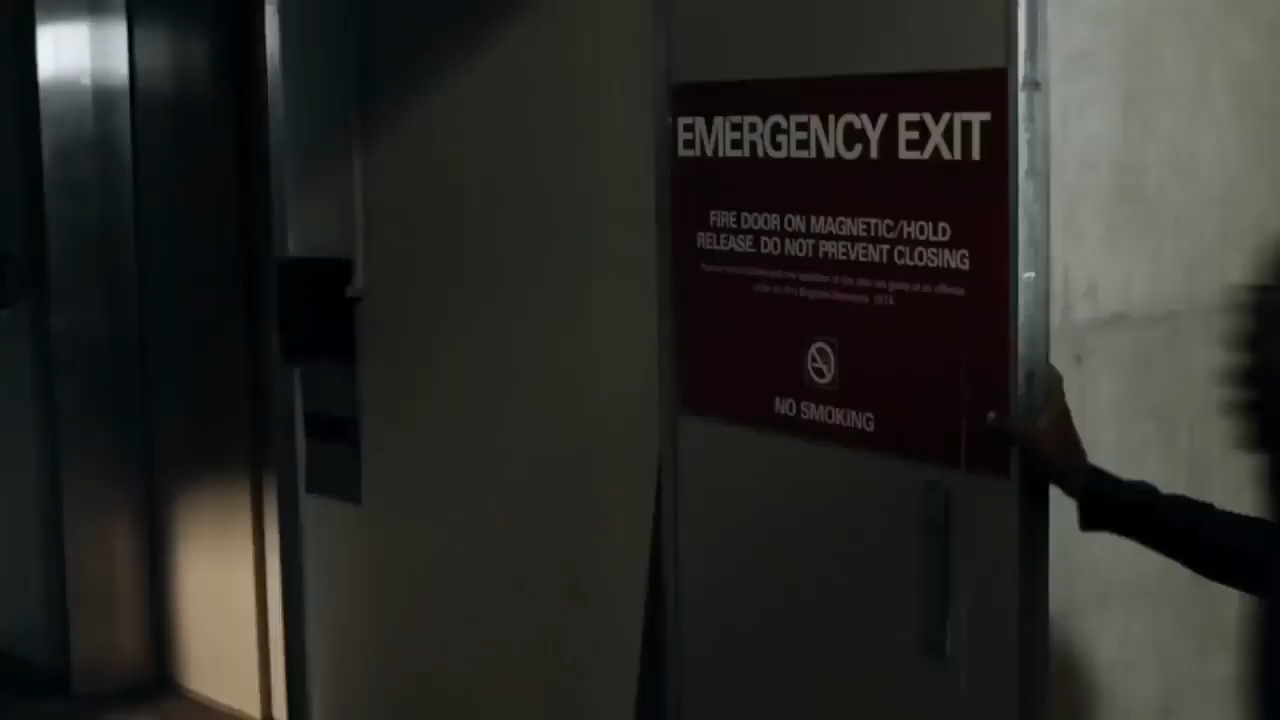 EMERGENCY EXIT
FIRE DOOR ON MAGNETIC/HOLD
RELEASE. DO NOT PREVENT CLOSING
NO SMOKING